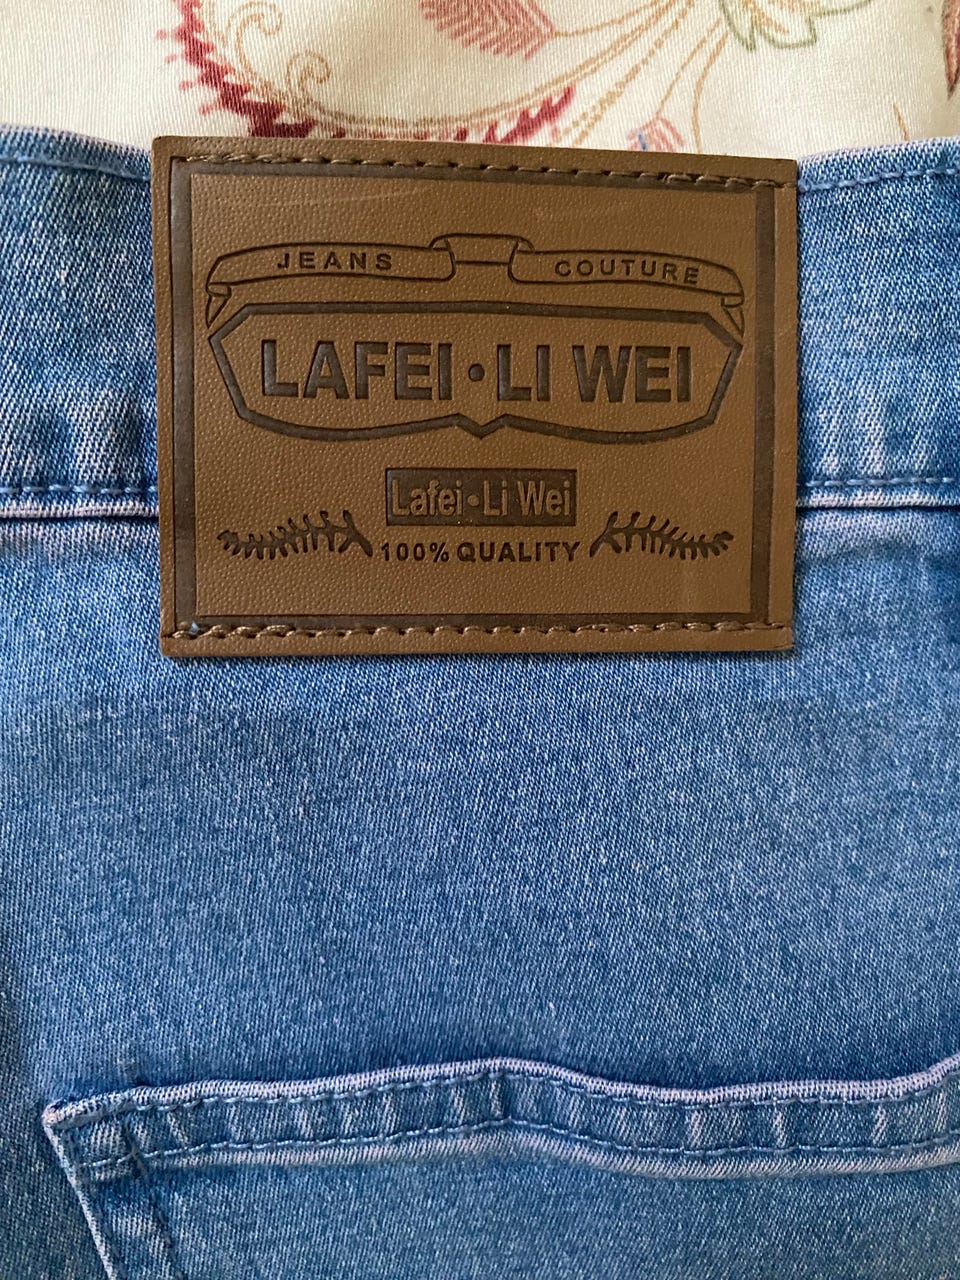 JEANS COUTURE
LAFEI•LI WEI
Lafei•Li Wei
100% QUALITY